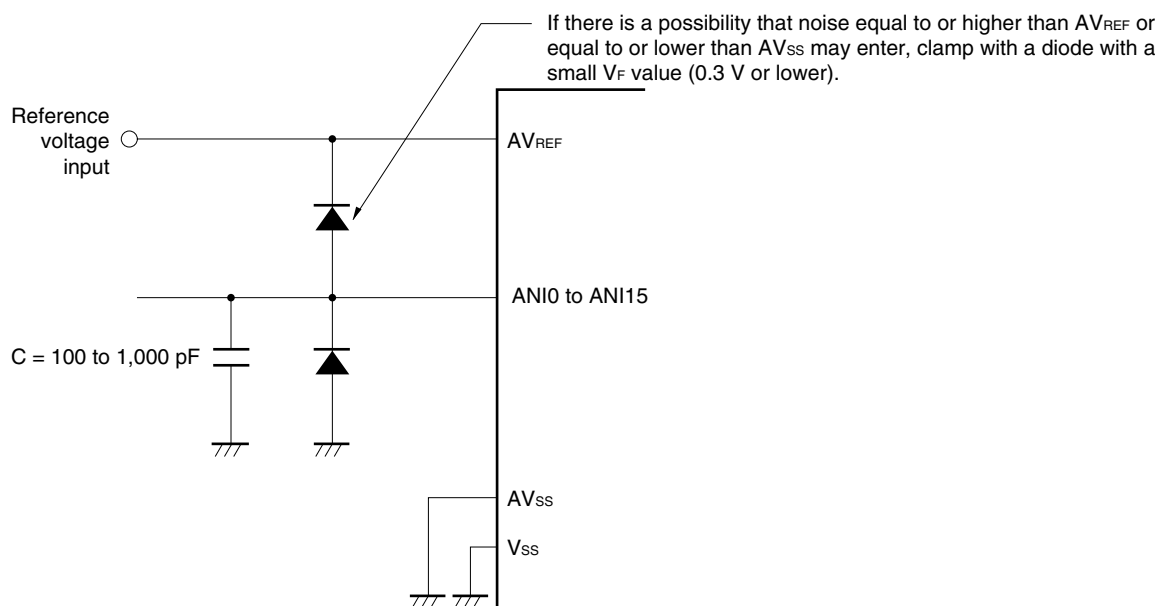 If there is a possibility that noise equal to or higher than AVREF or
equal to or lower than AVSS may enter, clamp with a diode with a
small VF value (0.3 V or lower).
Reference
voltage
input
AVREF
ANI0 to ANI15
C = 100 to 1,000 pF
AVSS
VSS